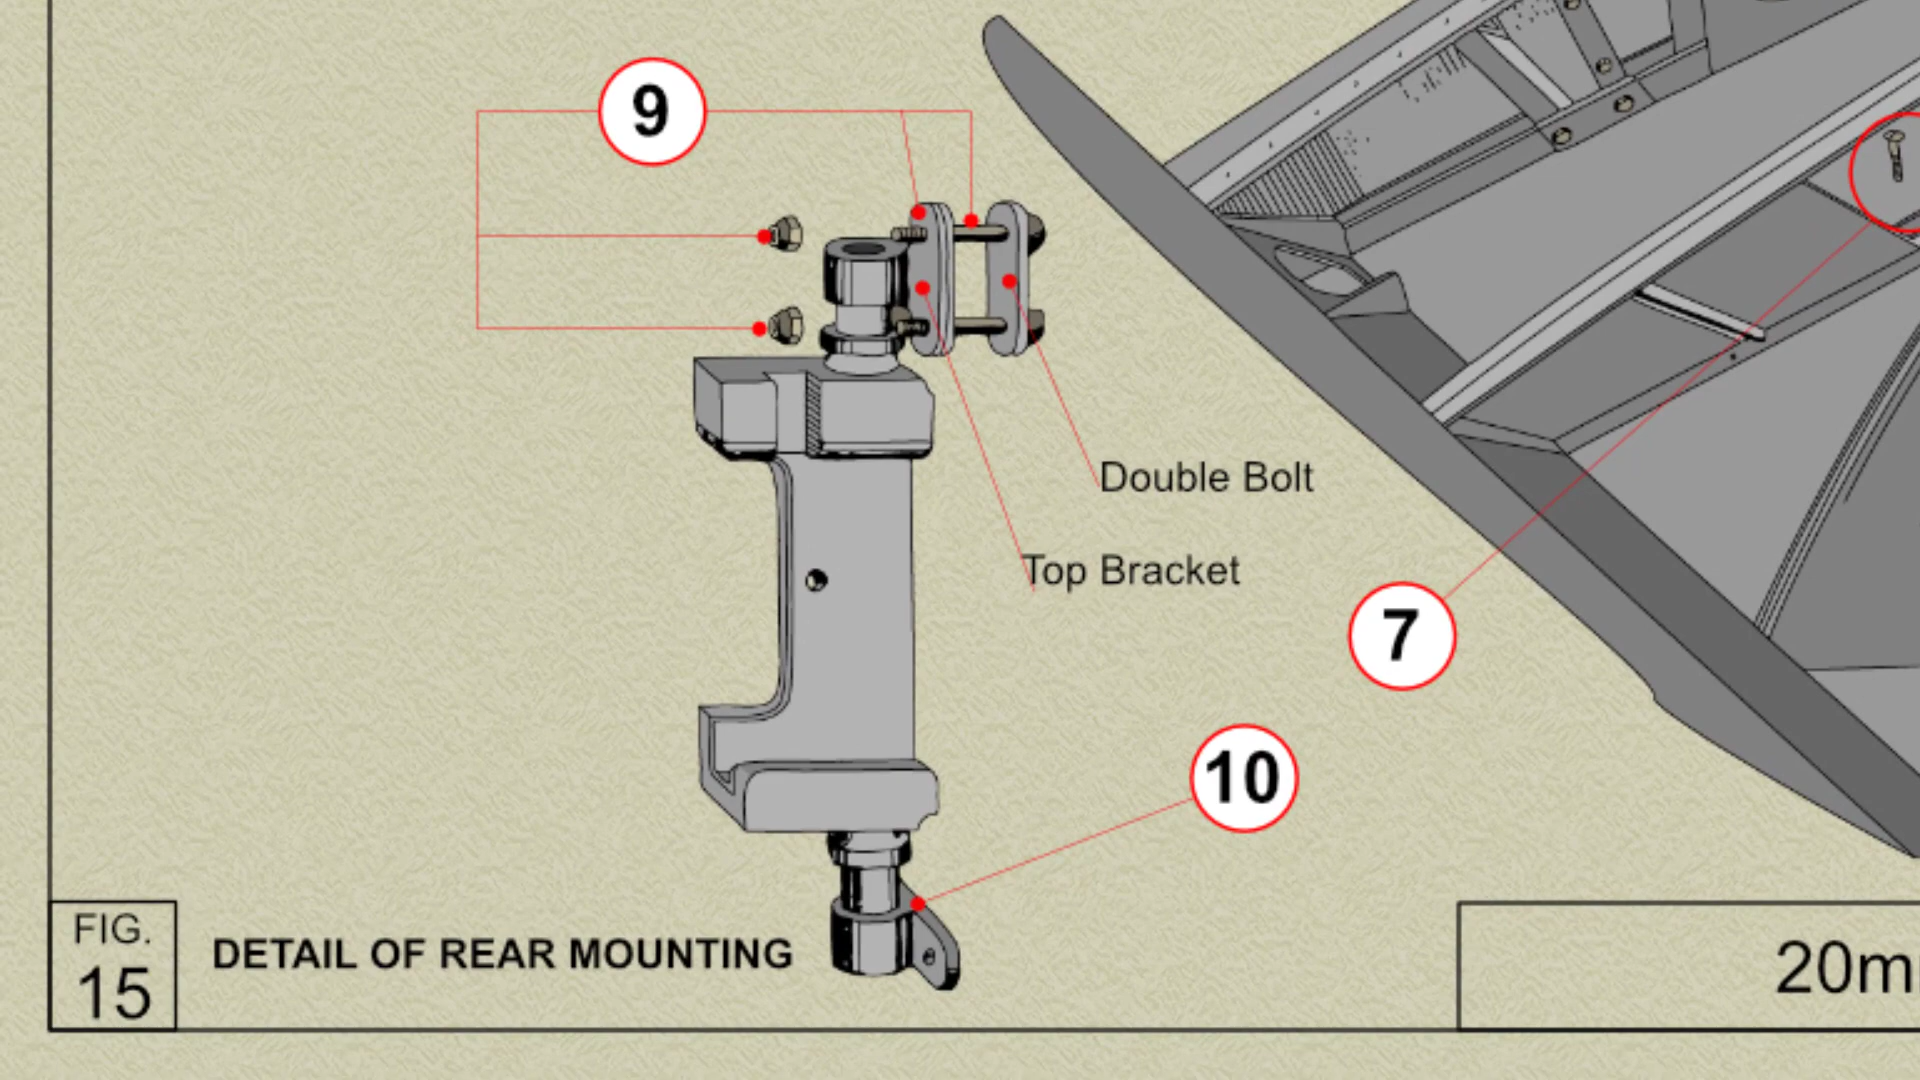 9
Double Bolt
Top Bracket
7
10
FIG.
15
DETAIL OF REAR MOUNTING
20m